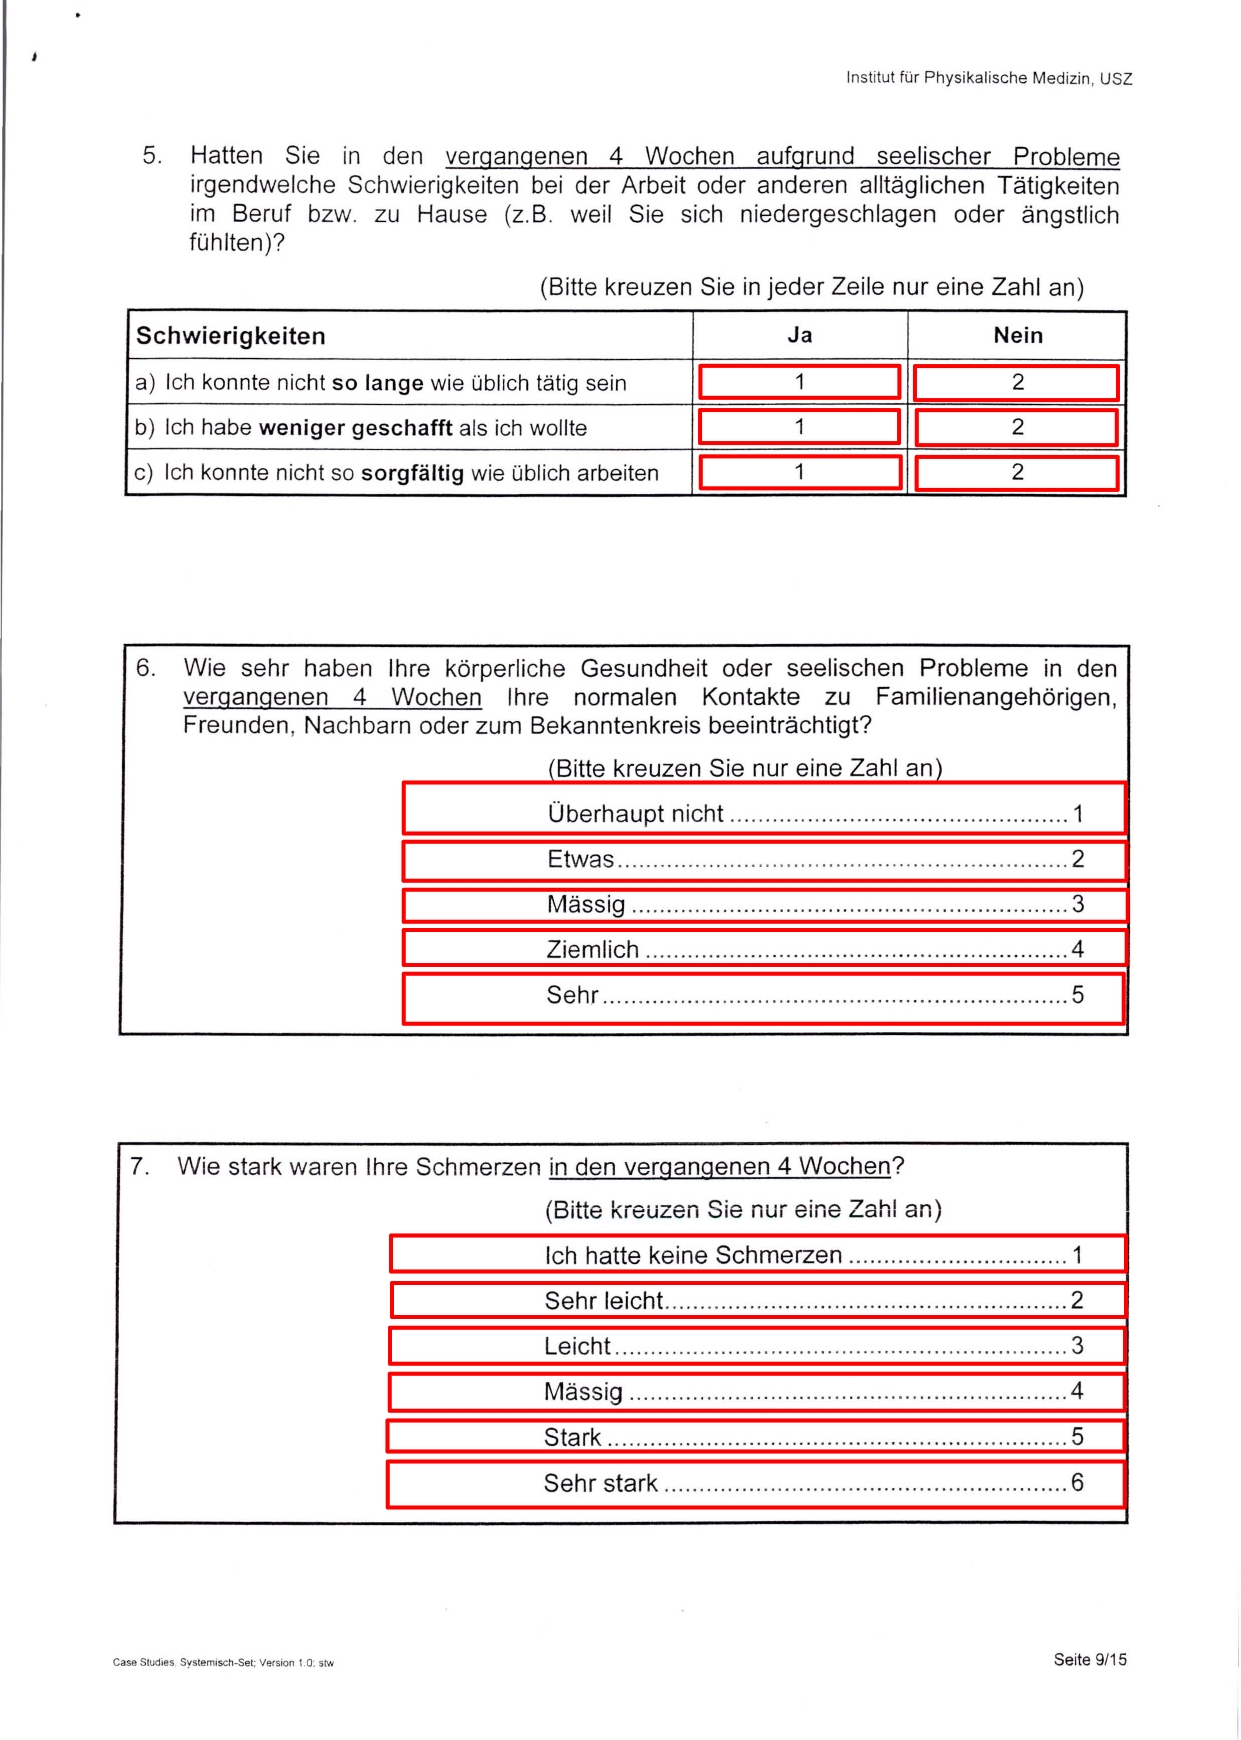 Institut für Physikalische Medizin, USZ
5. Hatten Sie in den vergangenen 4 Wochen aufgrund seelischer Probleme
irgendwelche Schwierigkeiten bei der Arbeit oder anderen alltäglichen Tätigkeiten
im Beruf bzw. zu Hause (z.B. weil Sie sich niedergeschlagen oder ängstlich
fühlten)?
(Bitte kreuzen Sie in jeder Zeile nur eine Zahl an)
Schwierigkeiten Ja Nein
a) Ich konnte nicht so lange wie üblich tätig sein 1 2
b) Ich habe weniger geschafft als ich wollte 1 2
c) Ich konnte nicht so sorgfältig wie üblich arbeiten 1 2
6. Wie sehr haben Ihre körperliche Gesundheit oder seelischen Probleme in den
vergangenen 4 Wochen Ihre normalen Kontakte zu Familienangehörigen,
Freunden, Nachbarn oder zum Bekanntenkreis beeinträchtigt?
(Bitte kreuzen Sie nur eine Zahl an)
Überhaupt nicht ................................................ 1
Etwas................................................................ 2
Mässig .............................................................. 3
Ziemlich ............................................................ 4
Sehr.................................................................. 5
7. Wie stark waren Ihre Schmerzen in den vergangenen 4 Wochen?
(Bitte kreuzen Sie nur eine Zahl an)
Ich hatte keine Schmerzen ............................... 1
Sehr leicht......................................................... 2
Leicht................................................................ 3
Mässig .............................................................. 4
Stark ................................................................. 5
Sehr stark ......................................................... 6
Case Studies. Systemisch-Set; Version 1.0; stw
Seite 9/15